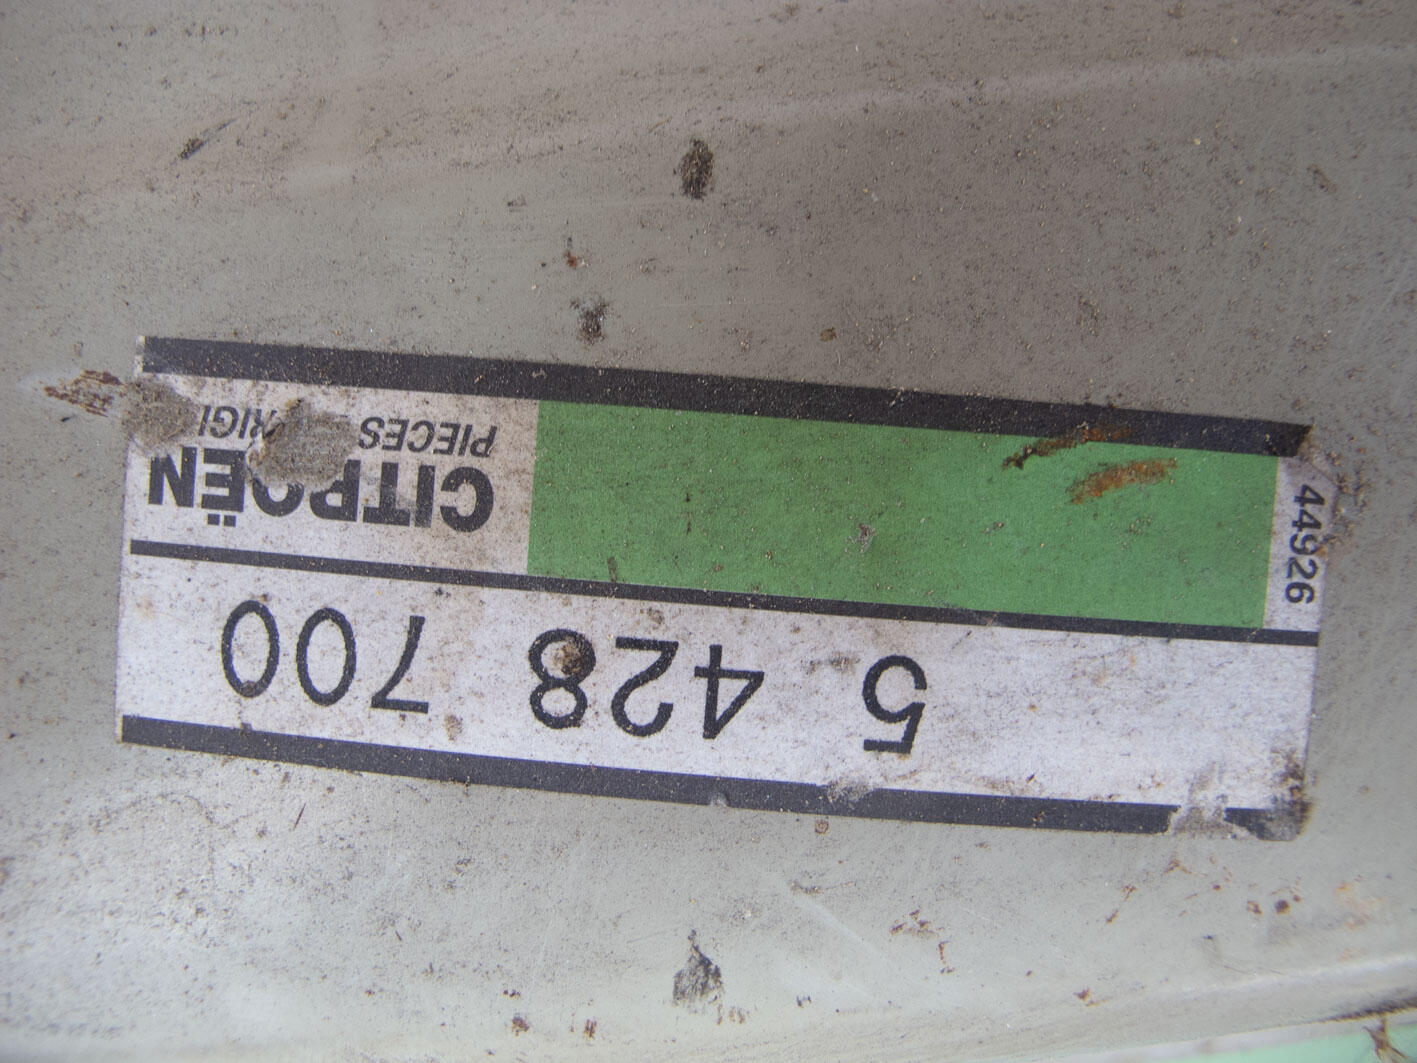 5 428 700
44926
CITROËN
PIECES